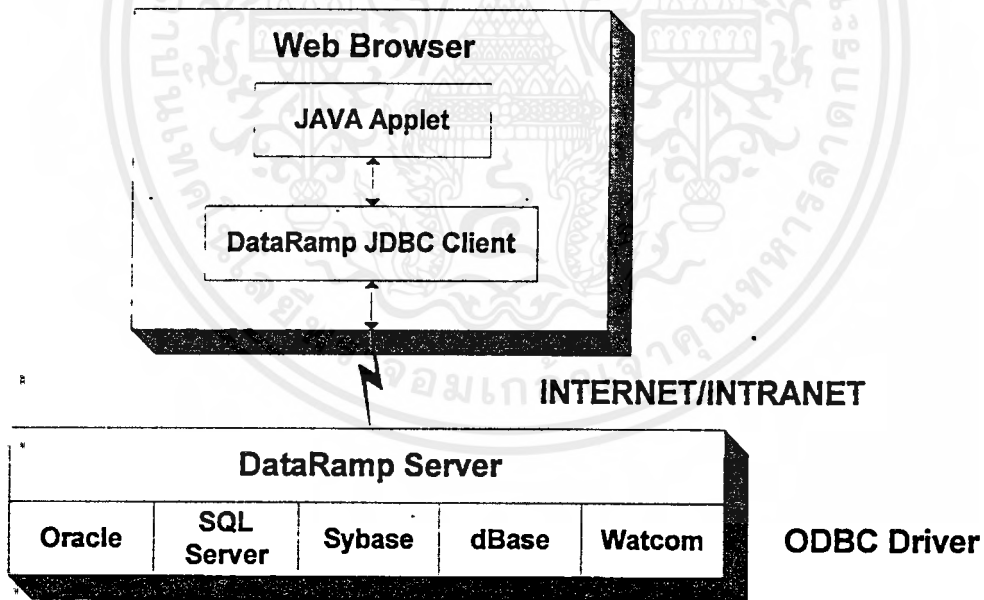 Web Browser
JAVA Applet
DataRamp JDBC Client
INTERNET/INTRANET
DataRamp Server
Oracle
SQL
Server
Sybase
dBase
Watcom
ODBC Driver